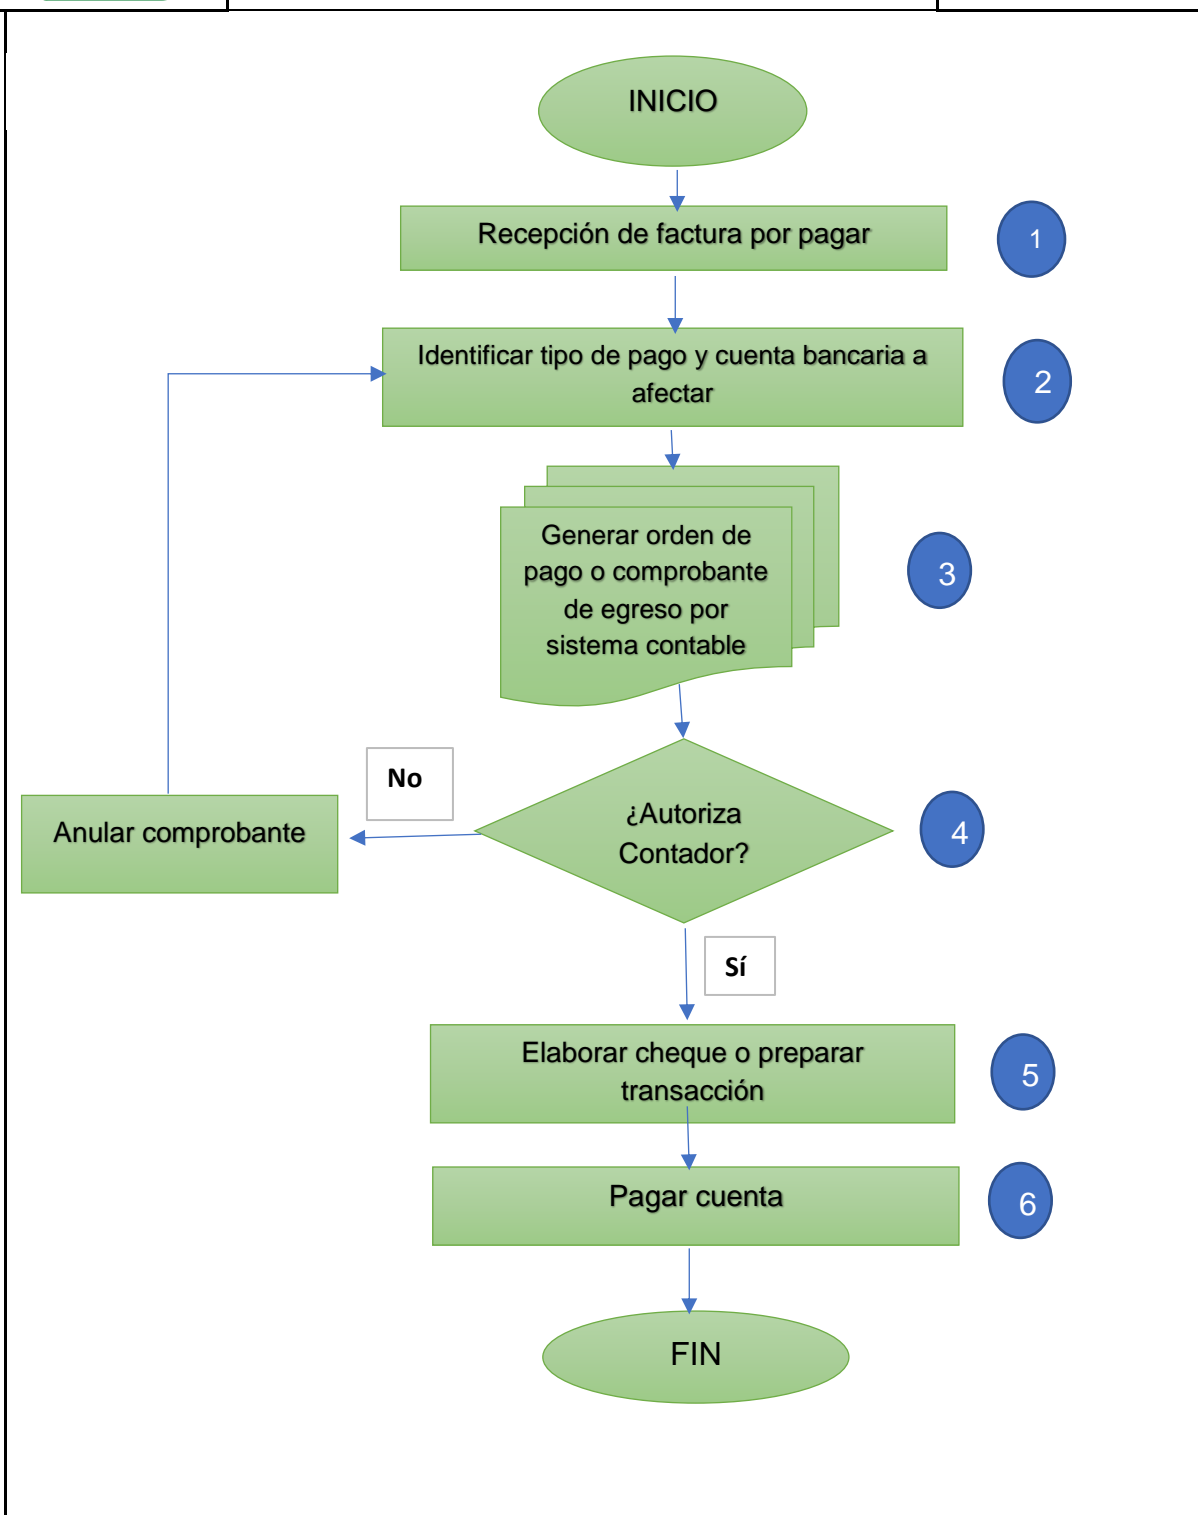 INICIO
Recepción de factura por pagar
1
Identificar tipo de pago y cuenta bancaria a
afectar
2
Generar orden de
pago o comprobante
de egreso por
sistema contable
3
No
Anular comprobante
¿Autoriza
Contador?
4
Sí
Elaborar cheque o preparar
transacción
5
Pagar cuenta
6
FIN